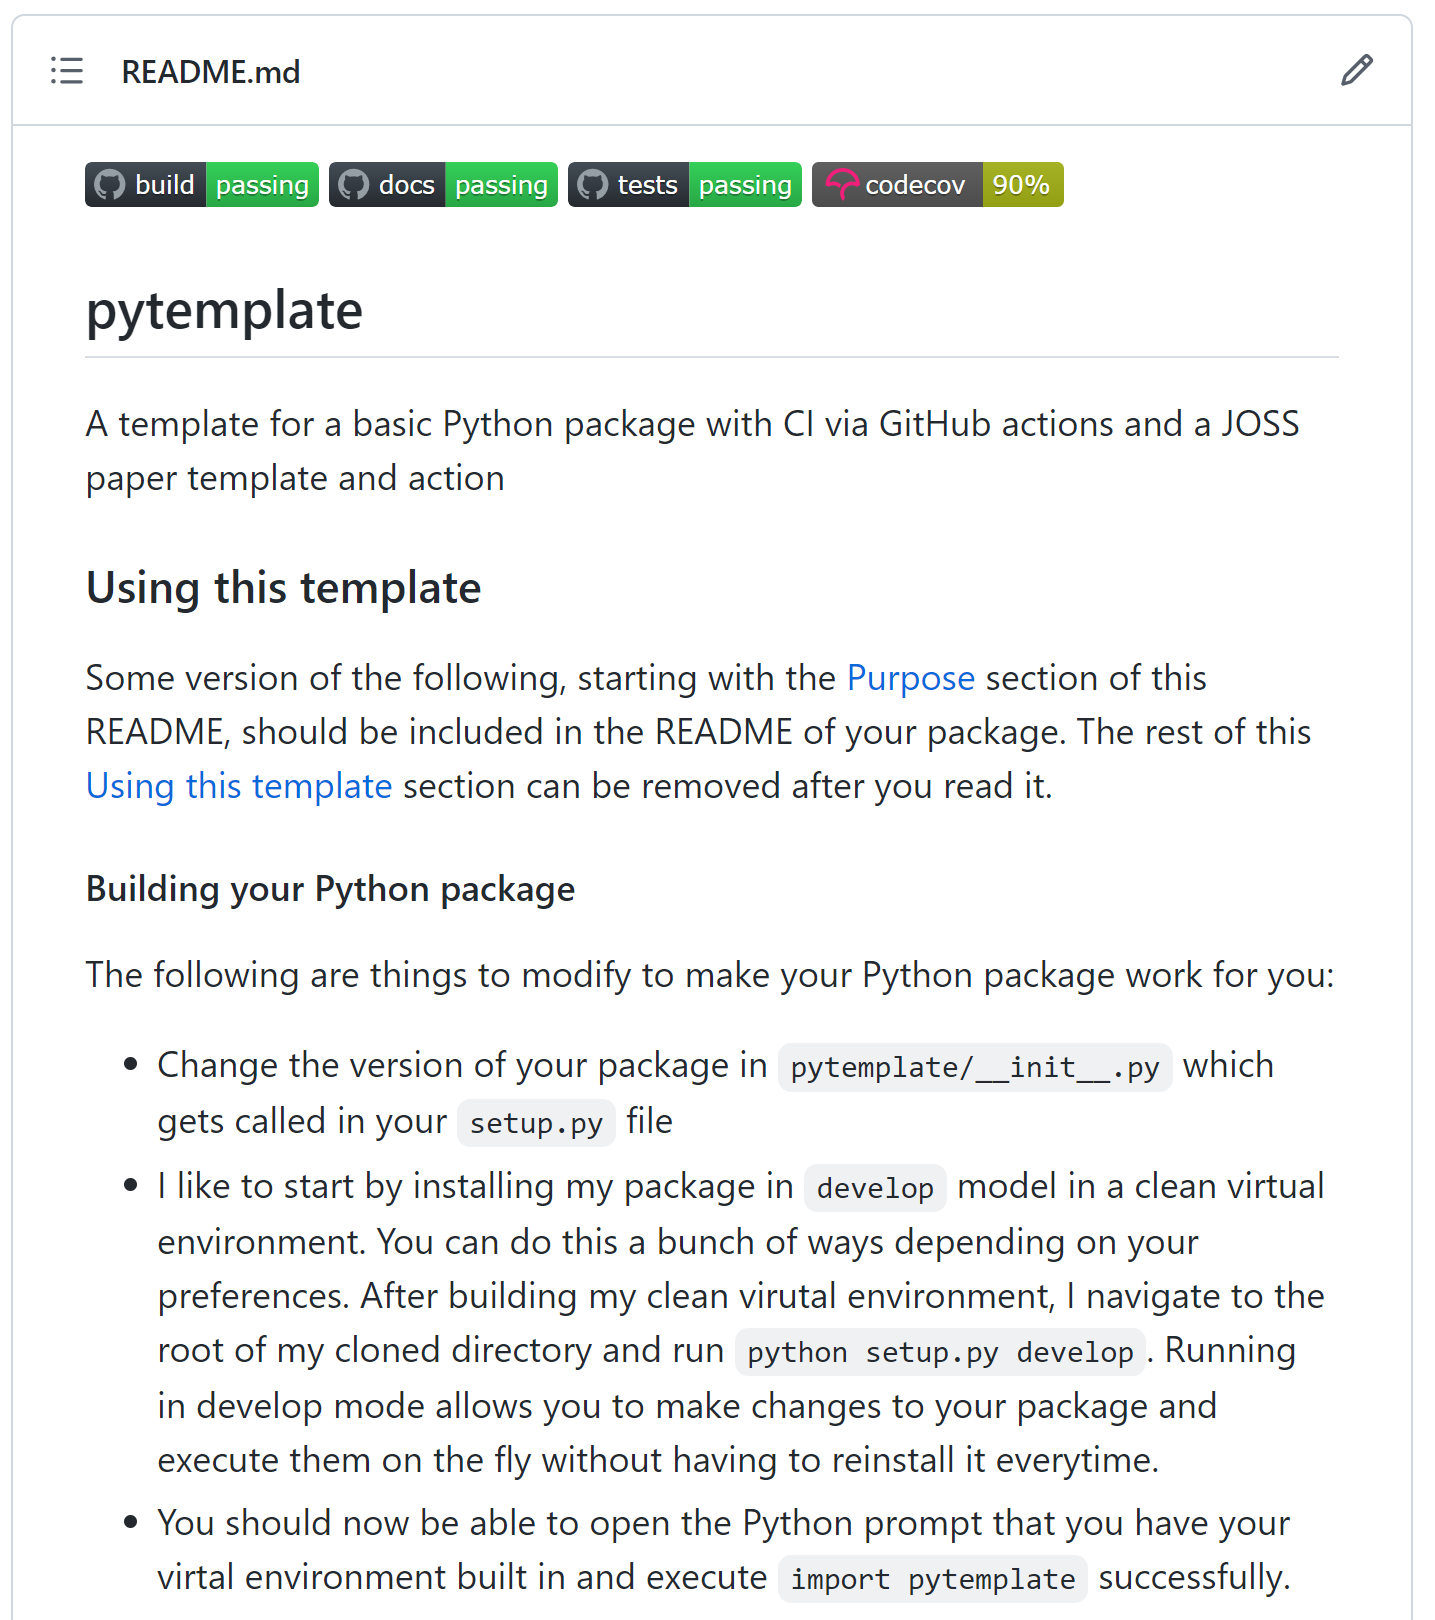 README.md
build passing docs passing tests passing codecov 90%
pytemplate
A template for a basic Python package with CI via GitHub actions and a JOSS
paper template and action
Using this template
Some version of the following, starting with the Purpose section of this
README, should be included in the README of your package. The rest of this
Using this template section can be removed after you read it.
Building your Python package
The following are things to modify to make your Python package work for you:
Change the version of your package in pytemplate/__init__.py which
gets called in your setup.py file
I like to start by installing my package in develop model in a clean virtual
environment. You can do this a bunch of ways depending on your
preferences. After building my clean virutal environment, I navigate to the
root of my cloned directory and run python setup.py develop. Running
in develop mode allows you to make changes to your package and
execute them on the fly without having to reinstall it everytime.
You should now be able to open the Python prompt that you have your
virtal environment built in and execute import pytemplate successfully.